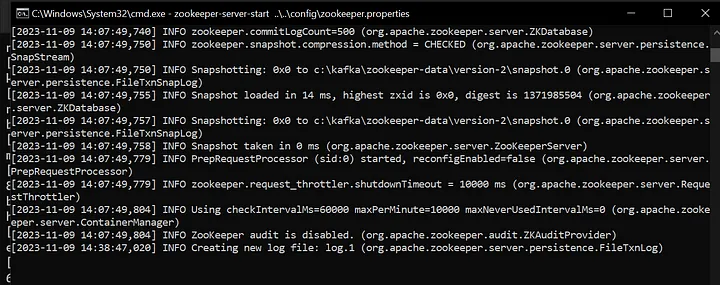 C:\Windows\System32\cmd.exe - zookeeper-server-start ..\..\config\zookeeper.properties
[2023-11-09 14:07:49,740] INFO zookeeper.commitLogCount=500 (org.apache.zookeeper.server.ZKDatabase)
[2023-11-09 14:07:49,750] INFO zookeeper.snapshot.compression.method = CHECKED (org.apache.zookeeper.server.persistence.
SnapStream)
[2023-11-09 14:07:49,750] INFO Snapshotting: 0x0 to c:\kafka\zookeeper-data\version-2\snapshot.0 (org.apache.zookeeper.s
erver.persistence.FileTxnSnapLog)
[2023-11-09 14:07:49,755] INFO Snapshot loaded in 14 ms, highest zxid is 0x0, digest is 1371985504 (org.apache.zookeeper
.server.ZKDatabase)
[2023-11-09 14:07:49,757] INFO Snapshotting: 0x0 to c:\kafka\zookeeper-data\version-2\snapshot.0 (org.apache.zookeeper.s
erver.persistence.FileTxnSnapLog)
[2023-11-09 14:07:49,758] INFO Snapshot taken in 0 ms (org.apache.zookeeper.server.ZooKeeperServer)
[2023-11-09 14:07:49,779] INFO PrepRequestProcessor (sid:0) started, reconfigEnabled=false (org.apache.zookeeper.server.
PrepRequestProcessor)
[2023-11-09 14:07:49,779] INFO zookeeper.request_throttler.shutdownTimeout = 10000 ms (org.apache.zookeeper.server.Reque
stThrottler)
[2023-11-09 14:07:49,804] INFO Using checkIntervalMs=60000 maxPerMinute=10000 maxNeverUsedIntervalMs=0 (org.apache.zooke
eper.server.ContainerManager)
[2023-11-09 14:07:49,804] INFO ZooKeeper audit is disabled. (org.apache.zookeeper.audit.ZKAuditProvider)
[2023-11-09 14:38:47,020] INFO Creating new log file: log.1 (org.apache.zookeeper.server.persistence.FileTxnLog)